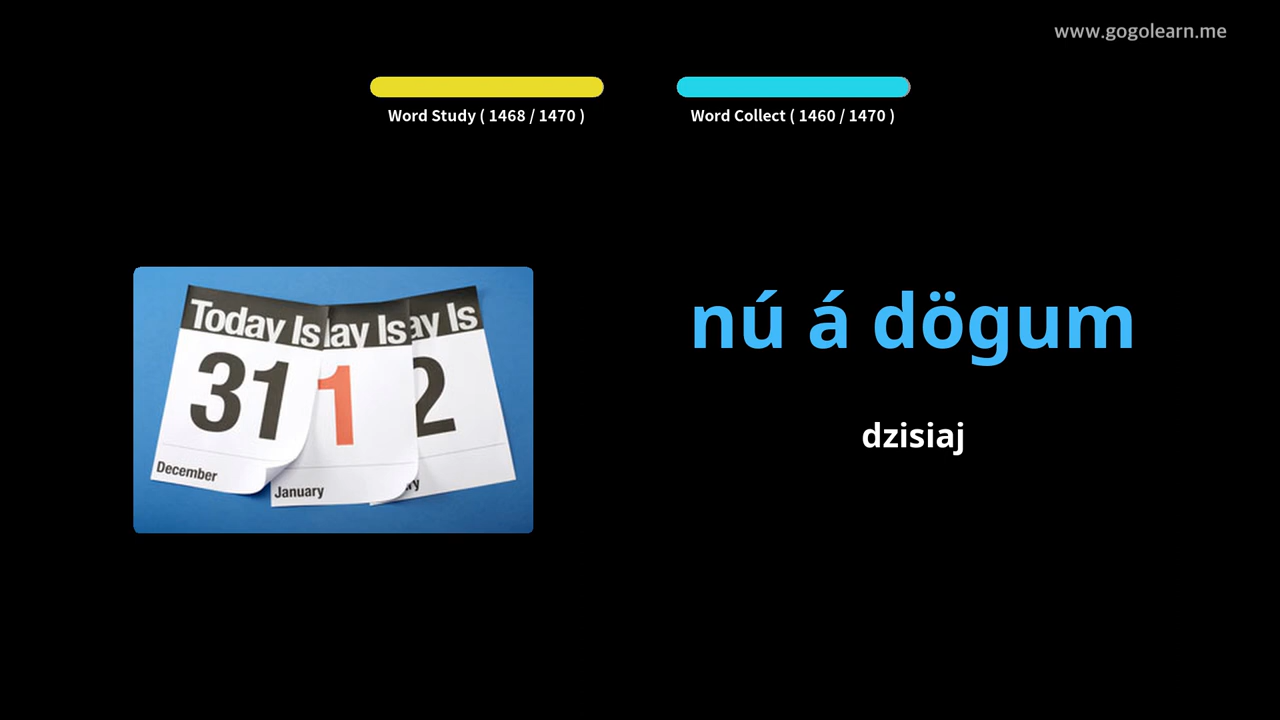 www.gogolearn.me
Word Study ( 1468 / 1470 )
Word Collect ( 1460 / 1470 )
Today Is
ay Is
ay Is
31
1
2
December
January
nú á dögum
dzisiaj